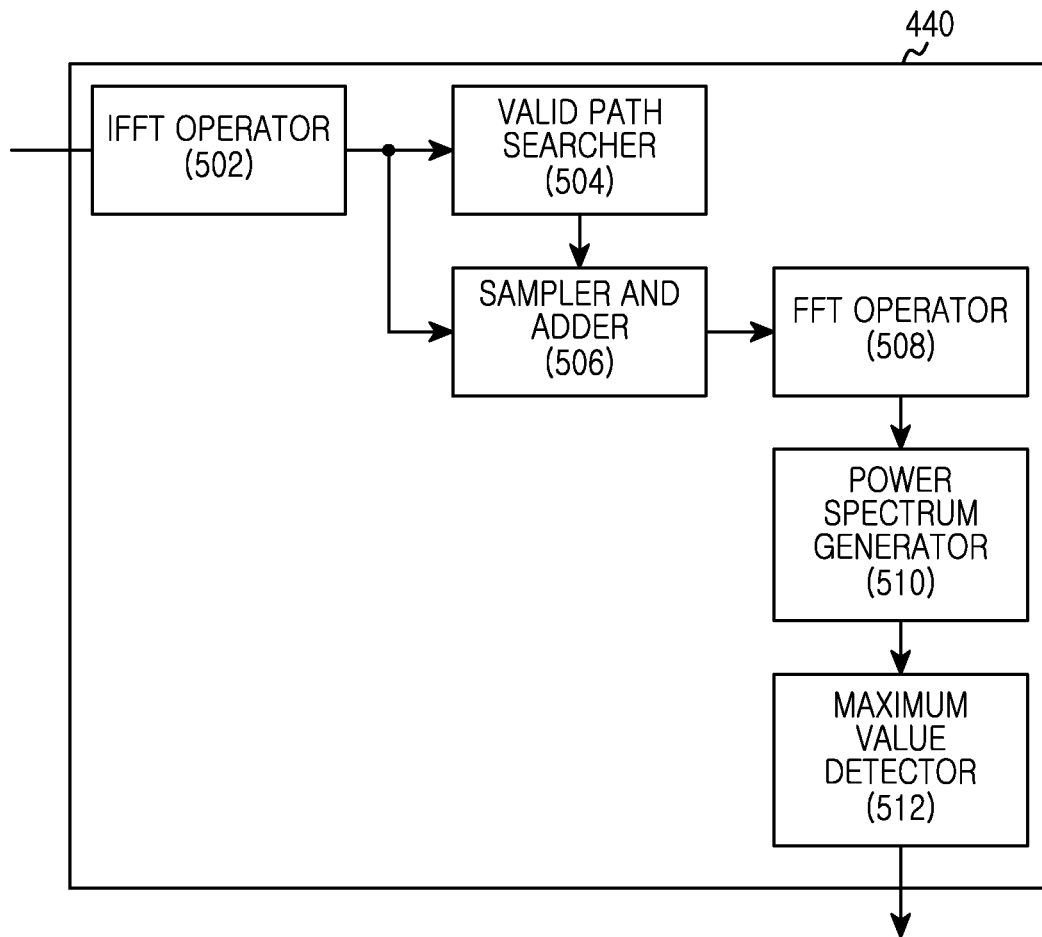 440
IFFT OPERATOR
(502)
VALID PATH
SEARCHER
(504)
SAMPLER AND
ADDER
(506)
FFT OPERATOR
(508)
POWER
SPECTRUM
GENERATOR
(510)
MAXIMUM
VALUE
DETECTOR
(512)